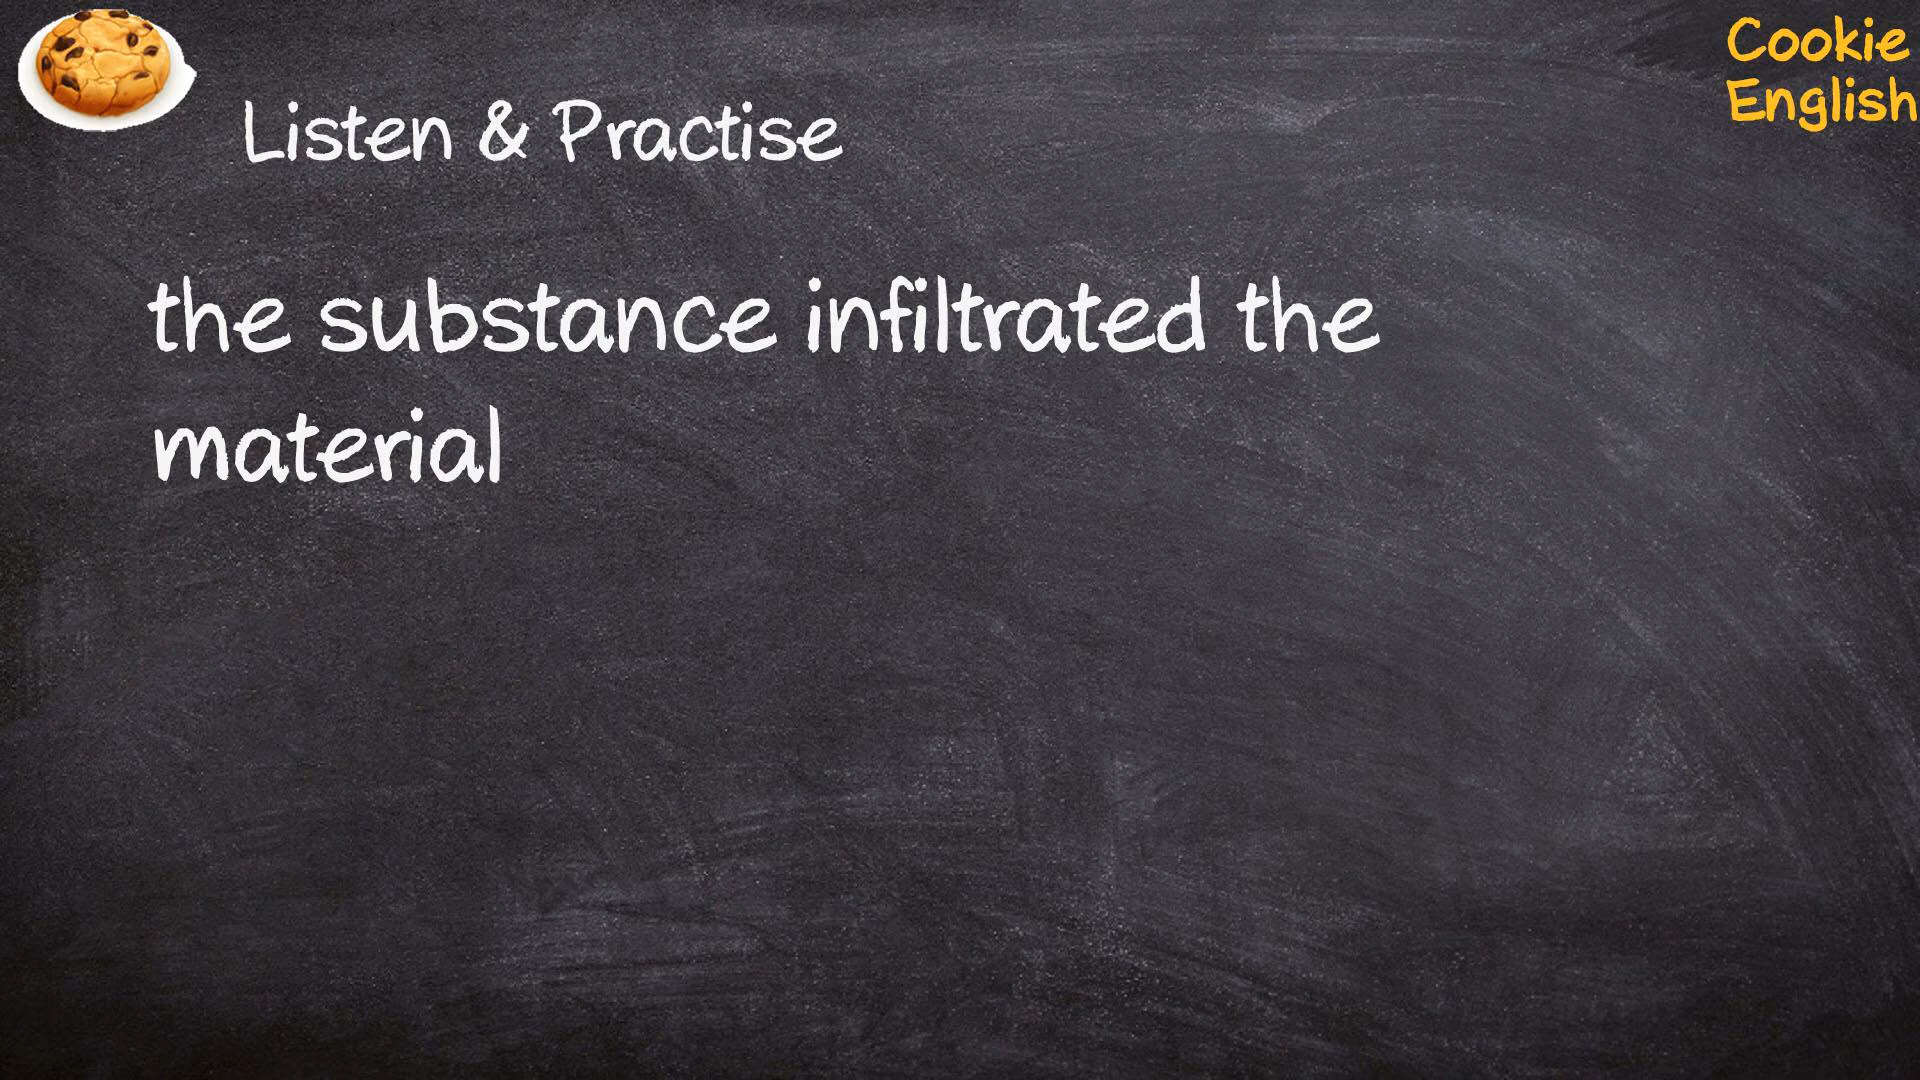 Cookie
English
Listen & Practise
the substance infiltrated the
material